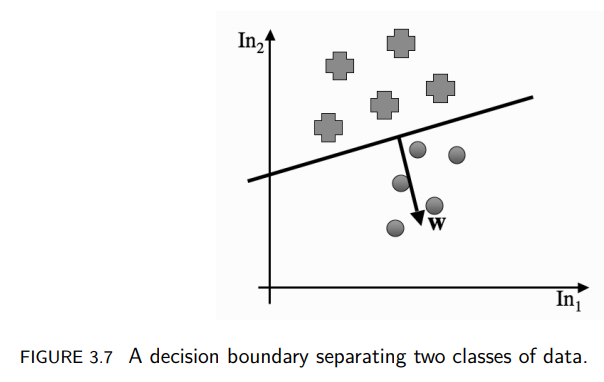 In₂
w
In₁
FIGURE 3.7 A decision boundary separating two classes of data.